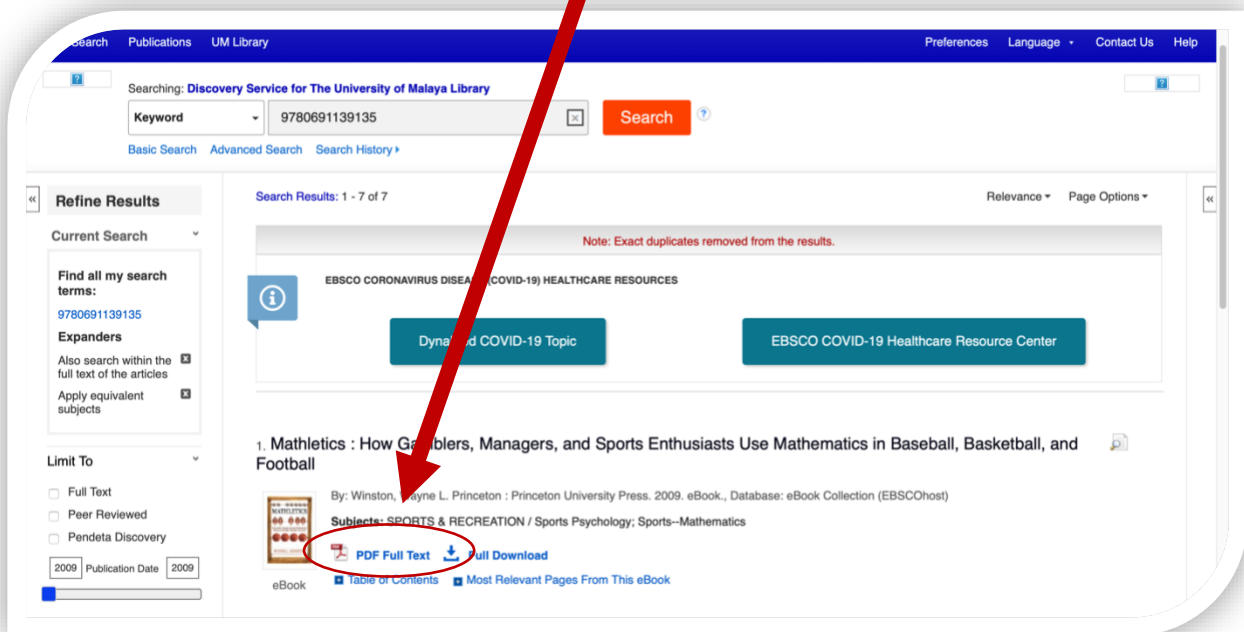 Search Publications UM Library Preferences Language Contact Us Help
Searching: Discovery Service for The University of Malaya Library
Keyword 9780691139135 Search
Basic Search Advanced Search Search History
Refine Results
Current Search
Find all my search
terms:
9780691139135
Expanders
Also search within the
full text of the articles
Apply equivalent
subjects
Limit To
Full Text
Peer Reviewed
Pendeta Discovery
2009 Publication Date 2009
Search Results: 1 - 7 of 7 Relevance Page Options
Note: Exact duplicates removed from the results.
EBSCO CORONAVIRUS DISEASE (COVID-19) HEALTHCARE RESOURCES
COVID-19 Topic EBSCO COVID-19 Healthcare Resource Center
1. Mathletics : How Gamblers, Managers, and Sports Enthusiasts Use Mathematics in Baseball, Basketball, and
Football
By: Winston, Wayne L. Princeton : Princeton University Press. 2009. eBook., Database: eBook Collection (EBSCOhost)
Subjects: SPORTS & RECREATION / Sports Psychology; Sports--Mathematics
PDF Full Text Full Download
Table of Contents Most Relevant Pages From This eBook
MATHLETICS
eBook